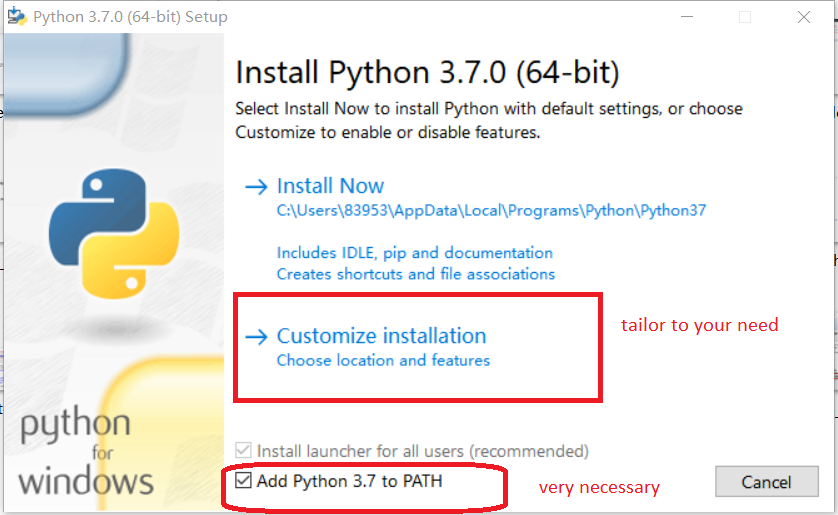 Python 3.7.0 (64-bit) Setup
Install Python 3.7.0 (64-bit)
Select Install Now to install Python with default settings, or choose
Customize to enable or disable features.
Install Now
C:\Users\83953\AppData\Local\Programs\Python\Python37
Includes IDLE, pip and documentation
Creates shortcuts and file associations
Customize installation
Choose location and features
tailor to your need
python
for
windows
Install launcher for all users (recommended)
Add Python 3.7 to PATH
very necessary
Cancel